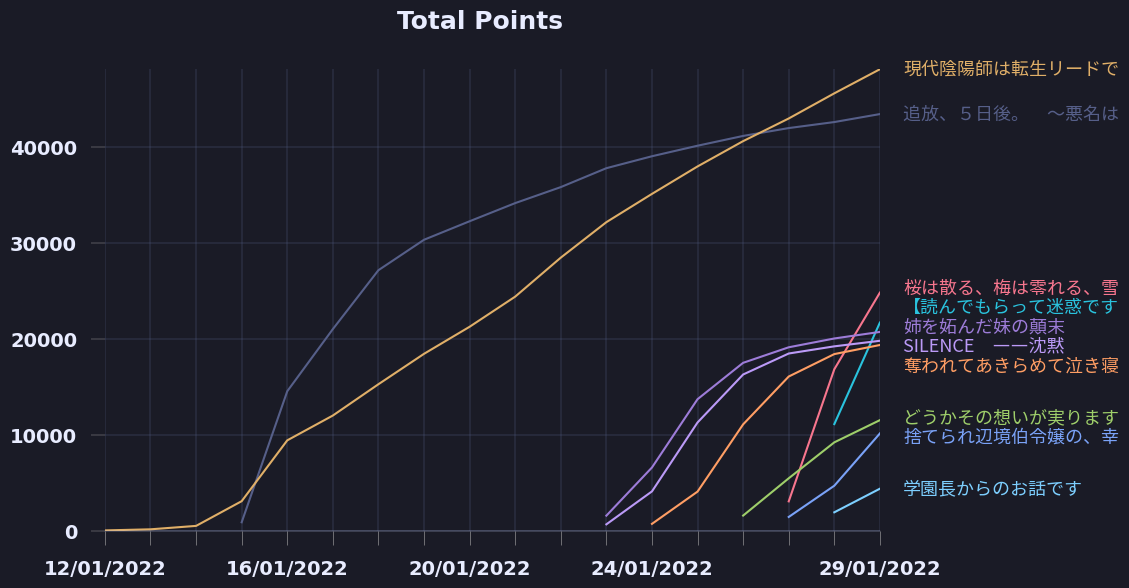 Total Points
現代陰陽師は転生リードで
追放、５日後。　～悪名は
40000
30000
桜は散る、梅は零れる、雪
【読んでもらって迷惑です
姉を妬んだ妹の顛末
20000
SILENCE　ーー沈黙
奪われてあきらめて泣き寝
どうかその想いが実ります
10000
捨てられ辺境伯令嬢の、幸
学園長からのお話です
0
12/01/2022 16/01/2022 20/01/2022 24/01/2022 29/01/2022